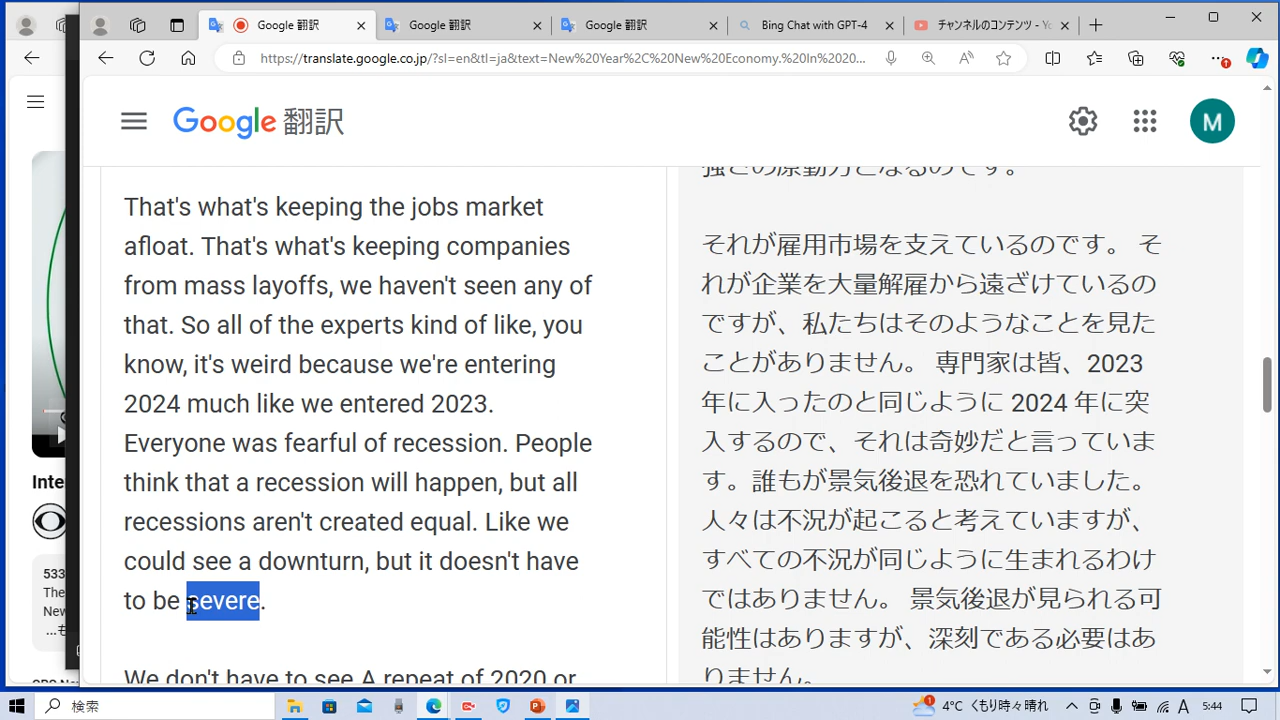 Google 翻訳
Google 翻訳
Google 翻訳
Bing Chat with GPT-4
チャンネルのコンテンツ - Yo
https://translate.google.co.jp/?sl=en&tl=ja&text=New%20Year%2C%20New%20Economy.%20In%2020...
Google 翻訳
M
That's what's keeping the jobs market
afloat. That's what's keeping companies
from mass layoffs, we haven't seen any of
that. So all of the experts kind of like, you
know, it's weird because we're entering
2024 much like we entered 2023.
Everyone was fearful of recession. People
think that a recession will happen, but all
recessions aren't created equal. Like we
could see a downturn, but it doesn't have
to be severe.
We don't have to see A repeat of 2020 or
強さの原動力となるのです。
それが雇用市場を支えているのです。 そ
れが企業を大量解雇から遠ざけているの
ですが、私たちはそのようなことを見た
ことがありません。 専門家は皆、2023
年に入ったのと同じように 2024 年に突
入するので、それは奇妙だと言っていま
す。誰もが景気後退を恐れていました。
人々は不況が起こると考えていますが、
すべての不況が同じように生まれるわけ
ではありません。 景気後退が見られる可
能性はありますが、深刻である必要はあ
りません。
Inte
533
The
New
...も
検索
1
4°C くもり時々晴れ
A
5:44